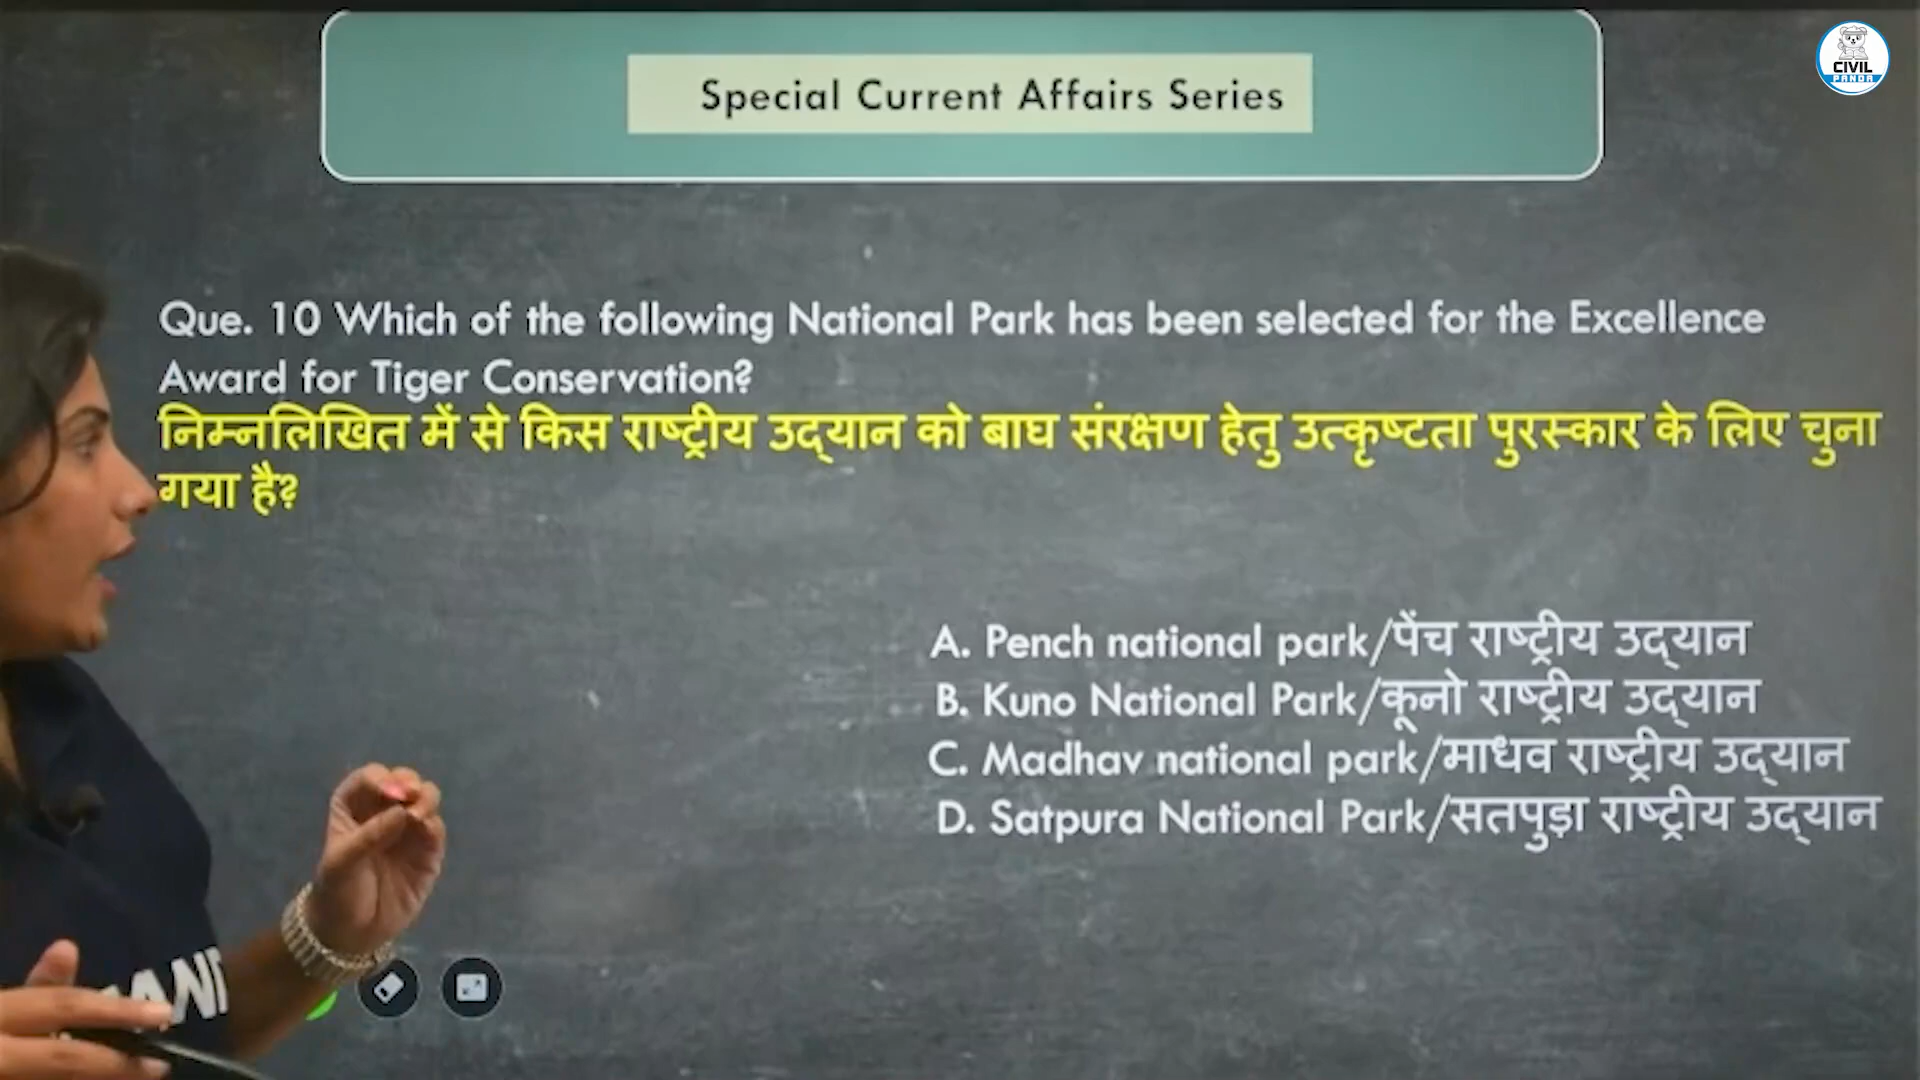 CIVIL
PANDA
Special Current Affairs Series
Que. 10 Which of the following National Park has been selected for the Excellence
Award for Tiger Conservation?
निम्नलिखित में से किस राष्ट्रीय उद्यान को बाघ संरक्षण हेतु उत्कृष्टता पुरस्कार के लिए चुना
गया है?
A. Pench national park/पेंच राष्ट्रीय उद्यान
B. Kuno National Park/कूनो राष्ट्रीय उद्यान
C. Madhav national park/माधव राष्ट्रीय उद्यान
D. Satpura National Park/सतपुड़ा राष्ट्रीय उद्यान